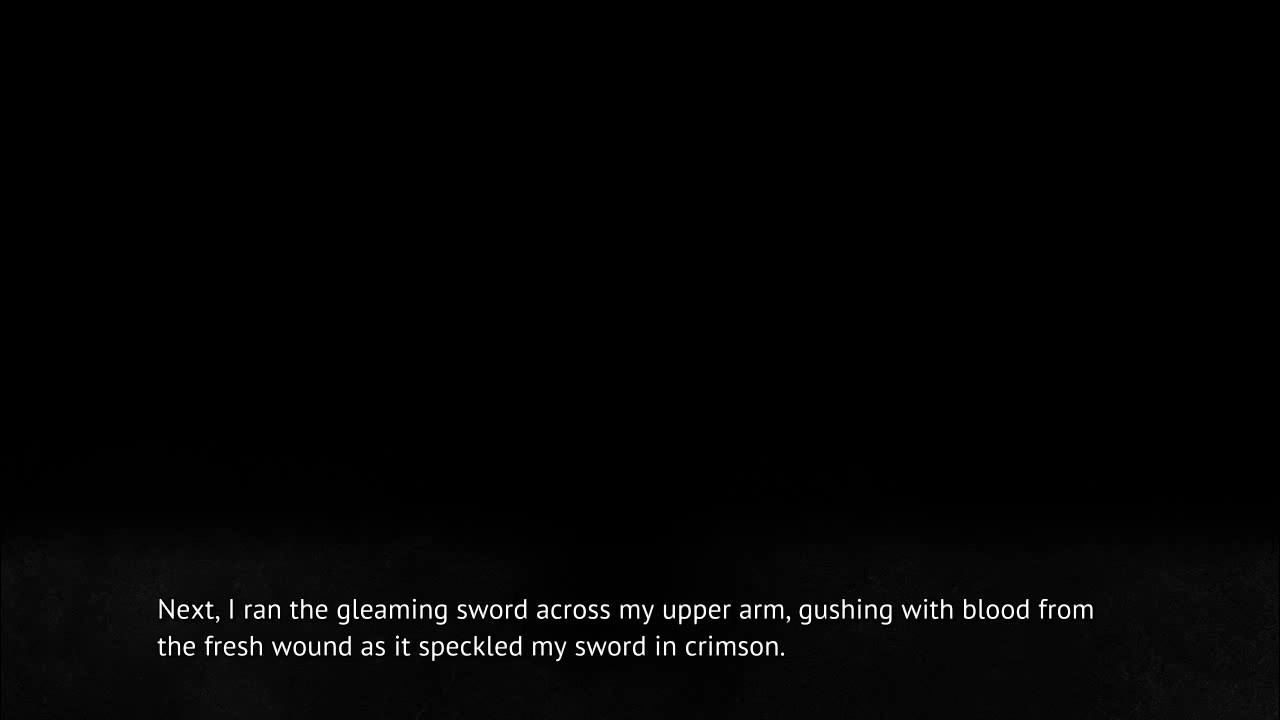 Next, I ran the gleaming sword across my upper arm, gushing with blood from
the fresh wound as it speckled my sword in crimson.